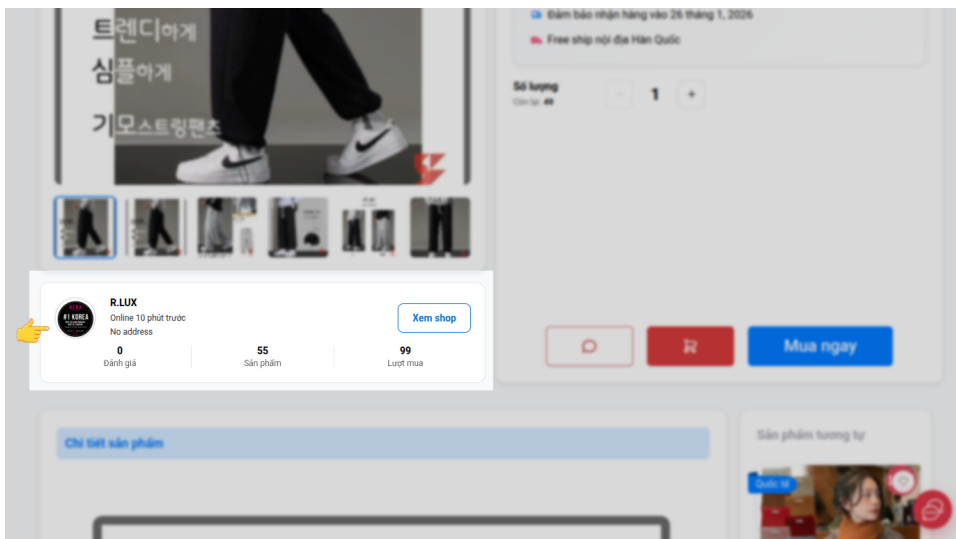 트렌디하게
심플하게
기모스트링팬츠
Đảm bảo nhận hàng vào 26 tháng 1, 2026
Free ship nội địa Hàn Quốc
Số lượng
Còn lại: 49
1
+
R.LUX
#1 KOREA
Online 10 phút trước
No address
Xem shop
0
55
99
Đánh giá
Sản phẩm
Lượt mua
Mua ngay
Chi tiết sản phẩm
Sản phẩm tương tự
Quốc tế